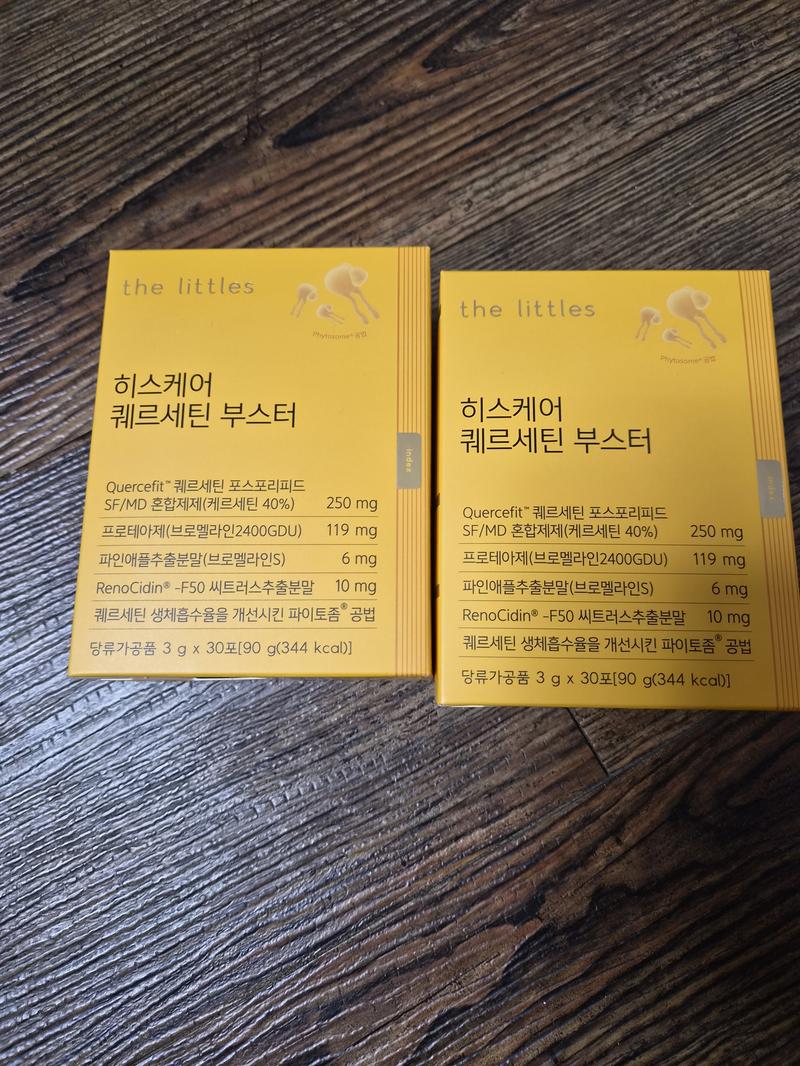 the littles
Phytosome® 공법
히스케어
퀘르세틴 부스터
Quercefit™ 퀘르세틴 포스포리피드
SF/MD 혼합제제(케르세틴 40%) 250 mg
프로테아제(브로멜라인2400GDU) 119 mg
파인애플추출분말(브로멜라인S) 6 mg
RenoCidin® -F50 씨트러스추출분말 10 mg
퀘르세틴 생체흡수율을 개선시킨 파이토좀® 공법
당류가공품 3 g x 30포[90 g(344 kcal)]
the littles
Phytosome® 공법
히스케어
퀘르세틴 부스터
Quercefit™ 퀘르세틴 포스포리피드
SF/MD 혼합제제(케르세틴 40%) 250 mg
프로테아제(브로멜라인2400GDU) 119 mg
파인애플추출분말(브로멜라인S) 6 mg
RenoCidin® -F50 씨트러스추출분말 10 mg
퀘르세틴 생체흡수율을 개선시킨 파이토좀® 공법
당류가공품 3 g x 30포[90 g(344 kcal)]